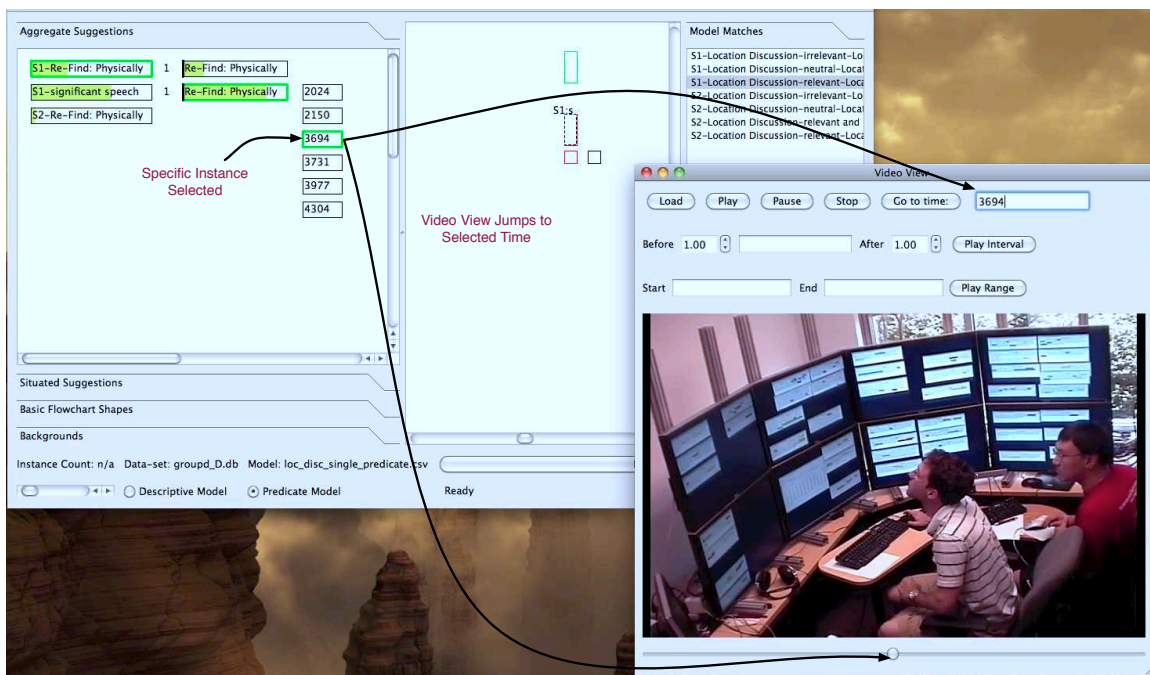 Aggregate Suggestions
S1-Re-Find: Physically 1 Re-Find: Physically
S1-significant speech 1 Re-Find: Physically 2024
S2-Re-Find: Physically 2150
3694
3731
3977
4304
Specific Instance
Selected
Situated Suggestions
Basic Flowchart Shapes
Backgrounds
Instance Count: n/a Data-set: groupd_D.db Model: loc_disc_single_predicate.csv
Descriptive Model Predicate Model Ready
S1:s
Video View Jumps to
Selected Time
Model Matches
S1-Location Discussion-irrelevant-Lo
S1-Location Discussion-neutral-Locat
S1-Location Discussion-relevant-Loca
S2-Location Discussion-irrelevant-Lo
S2-Location Discussion-neutral-Locat
S2-Location Discussion-relevant and
S2-Location Discussion-relevant-Loca
Video View
Load Play Pause Stop Go to time: 3694
Before 1.00 After 1.00 Play Interval
Start End Play Range